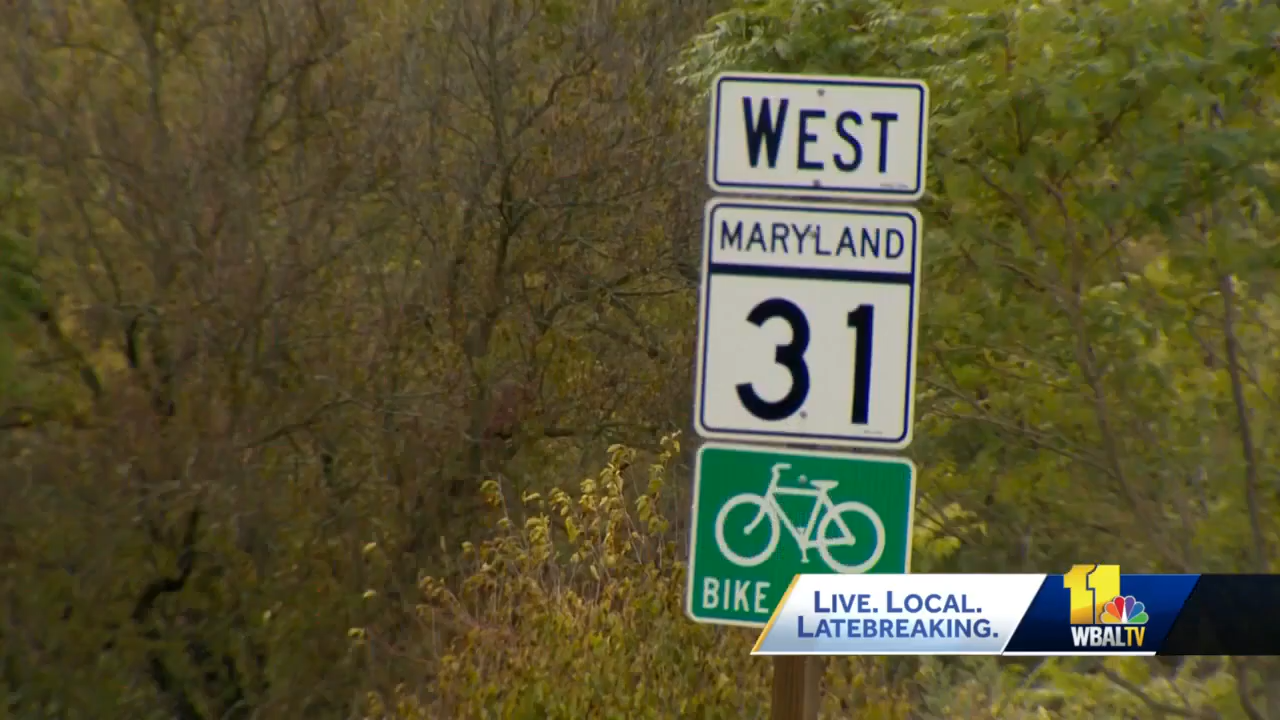 WEST
MARYLAND
31
BIKE
LIVE. LOCAL.
LATEBREAKING.
11
WBALTV